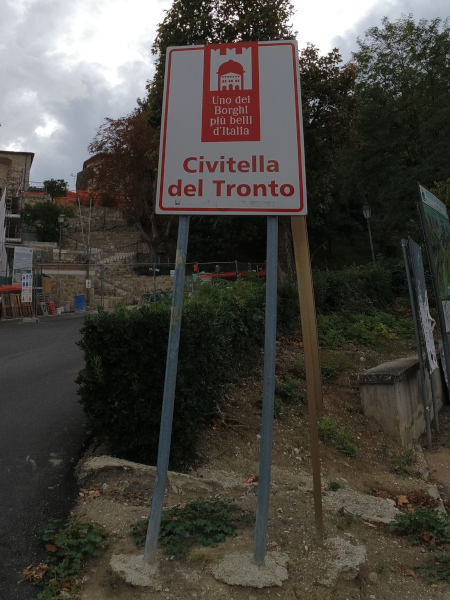 Uno dei
Borghi
più belli
d'Italia
Civitella
del Tronto